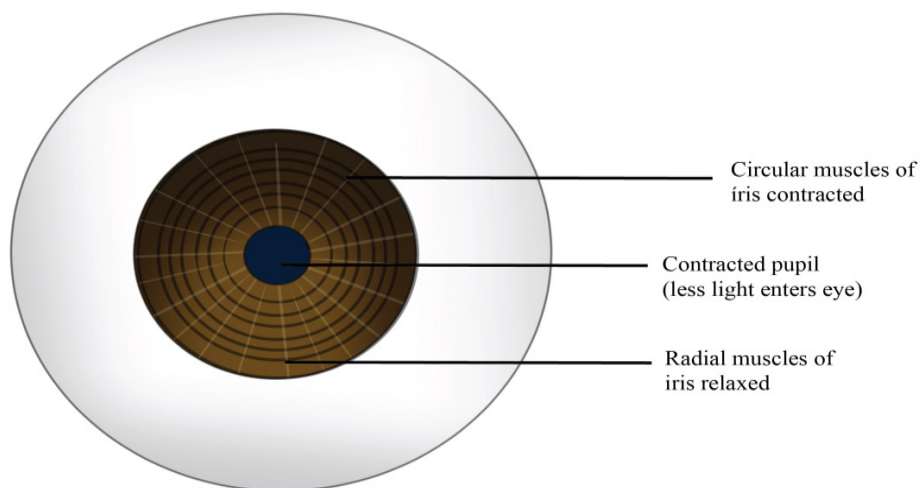 Circular muscles of
íris contracted
Contracted pupil
(less light enters eye)
Radial muscles of
iris relaxed